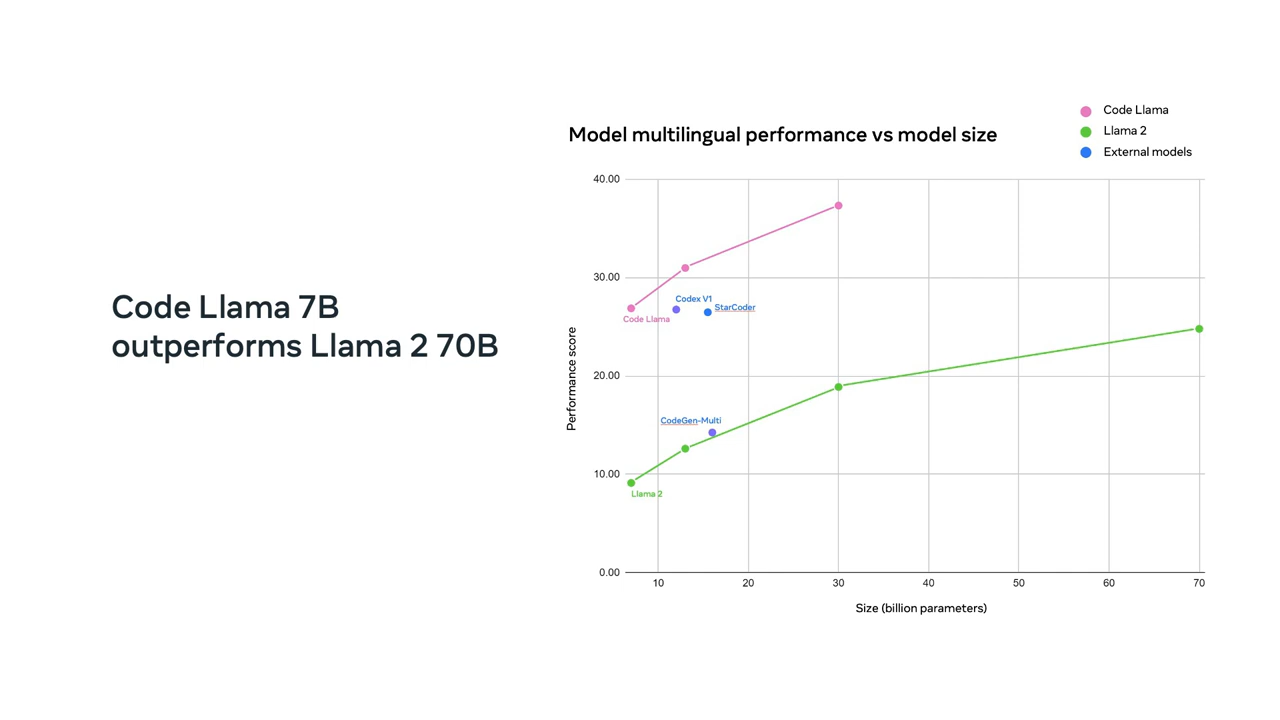 Code Llama 7B
outperforms Llama 2 70B
Model multilingual performance vs model size
Code Llama
Llama 2
External models
Performance score
40.00
30.00
20.00
10.00
0.00
Codex V1
StarCoder
Code Llama
CodeGen-Multi
Llama 2
10 20 30 40 50 60 70
Size (billion parameters)